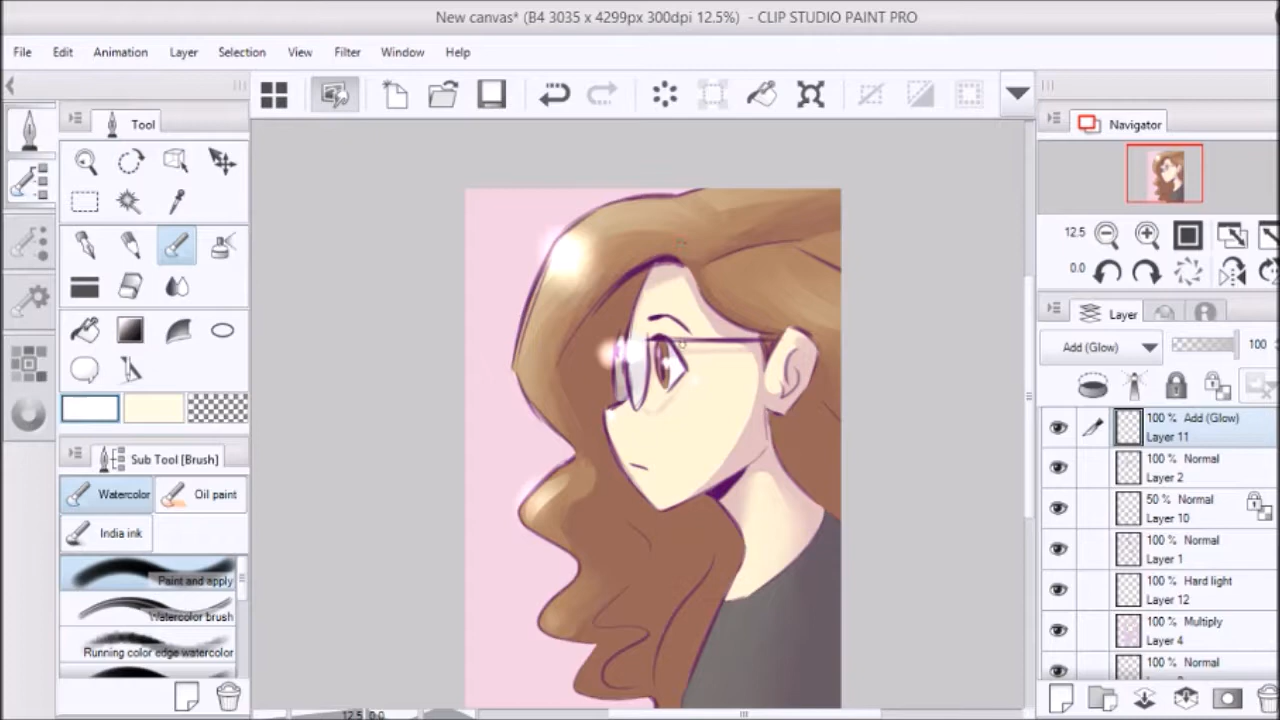 New canvas* (B4 3035 x 4299px 300dpi 12.5%) - CLIP STUDIO PAINT PRO
File Edit Animation Layer Selection View Filter Window Help
Tool
Navigator
12.5
0.0
Layer
Add (Glow) 100
100 % Add (Glow)
Layer 11
100 % Normal
Layer 2
50 % Normal
Layer 10
100 % Normal
Layer 1
100 % Hard light
Layer 12
100 % Multiply
Layer 4
100 % Normal
Sub Tool [Brush]
Watercolor Oil paint
India ink
Paint and apply
Watercolor brush
Running color edge watercolor
12.5 0.0